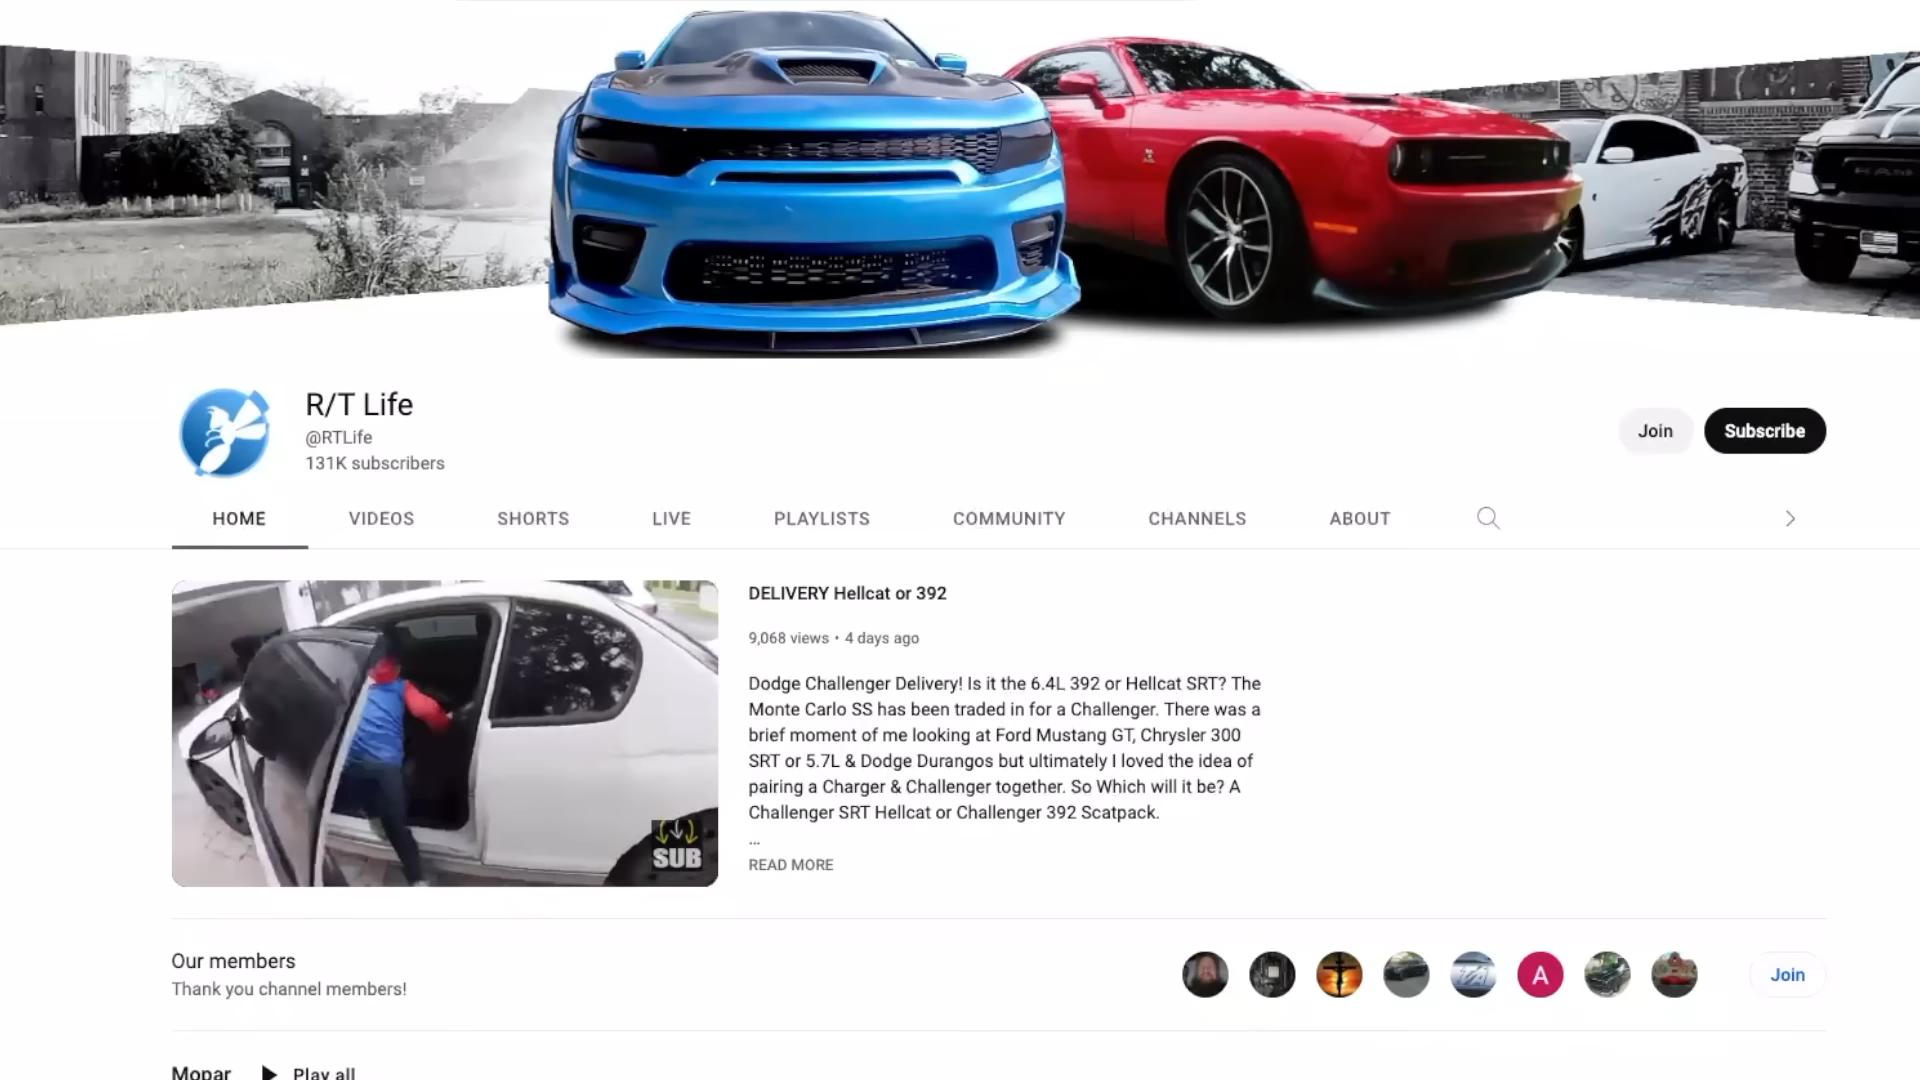 RAM
R/T Life
@RTLife
131K subscribers
Join
Subscribe
HOME
VIDEOS
SHORTS
LIVE
PLAYLISTS
COMMUNITY
CHANNELS
ABOUT
DELIVERY Hellcat or 392
9,068 views • 4 days ago
Dodge Challenger Delivery! Is it the 6.4L 392 or Hellcat SRT? The
Monte Carlo SS has been traded in for a Challenger. There was a
brief moment of me looking at Ford Mustang GT, Chrysler 300
SRT or 5.7L & Dodge Durangos but ultimately I loved the idea of
pairing a Charger & Challenger together. So Which will it be? A
Challenger SRT Hellcat or Challenger 392 Scatpack.
...
READ MORE
SUB
Our members
Thank you channel members!
A
Join
Mopar
Play all